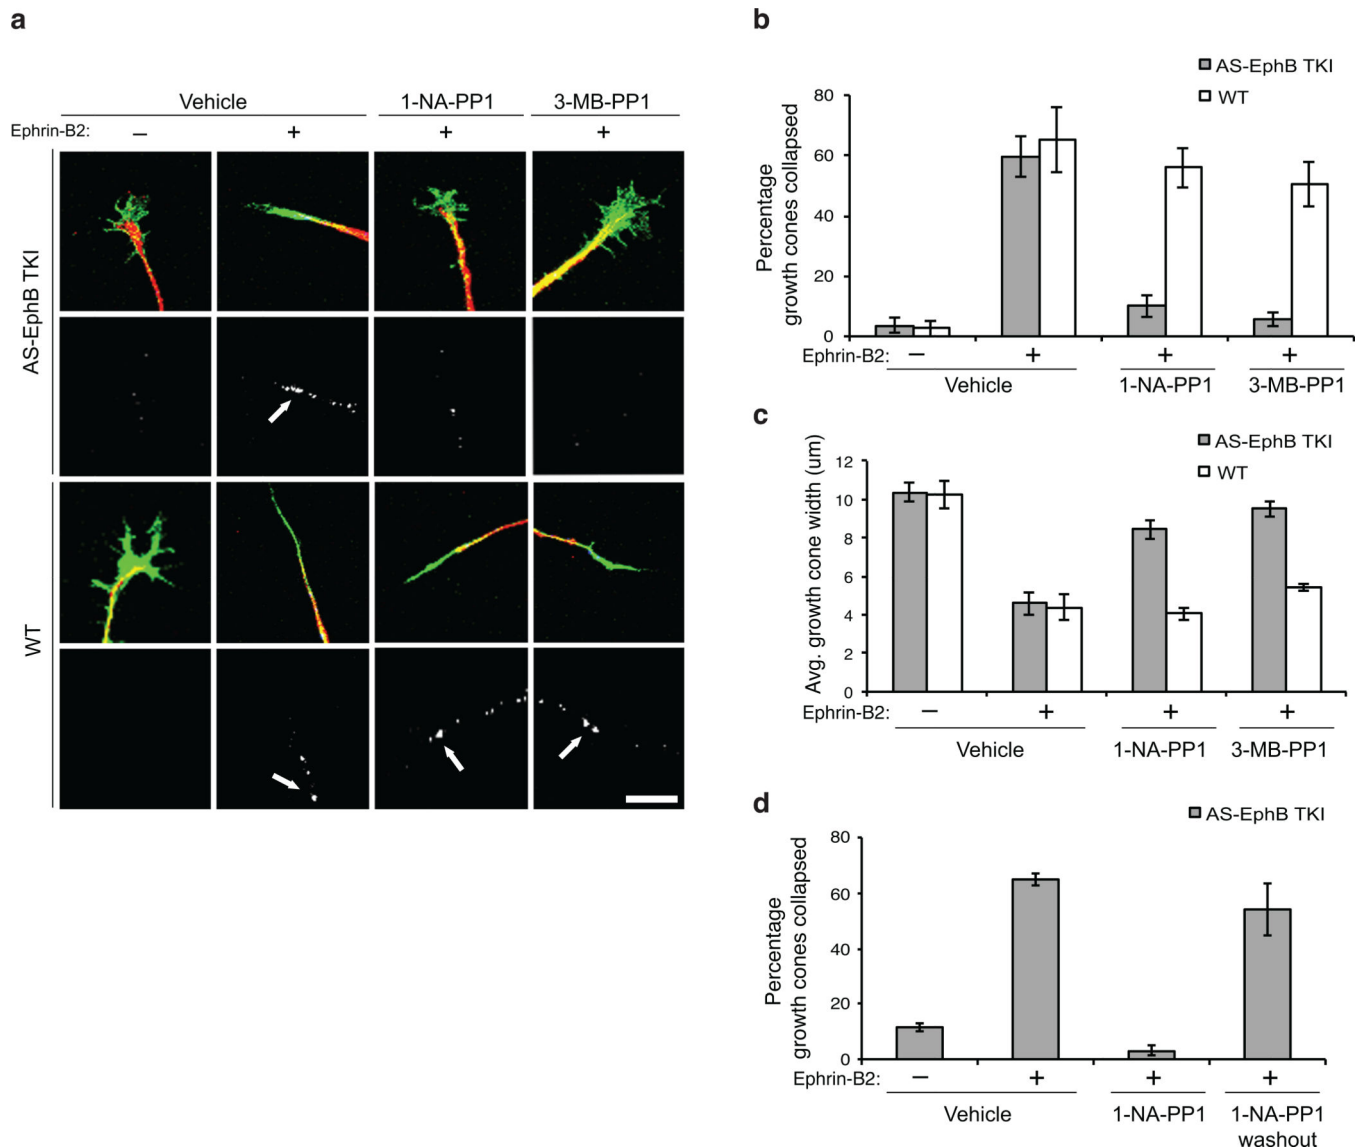 a
Vehicle
1-NA-PP1
3-MB-PP1
Ephrin-B2:
–
+
+
+
AS-EphB TKI
WT
b
AS-EphB TKI
WT
Percentage
growth cones collapsed
80
60
40
20
0
Ephrin-B2:
–
+
+
+
Vehicle
1-NA-PP1
3-MB-PP1
c
AS-EphB TKI
WT
Avg. growth cone width (um)
12
10
8
6
4
2
0
Ephrin-B2:
–
+
+
+
Vehicle
1-NA-PP1
3-MB-PP1
d
AS-EphB TKI
Percentage
growth cones collapsed
80
60
40
20
0
Ephrin-B2:
–
+
+
+
Vehicle
1-NA-PP1
1-NA-PP1
washout